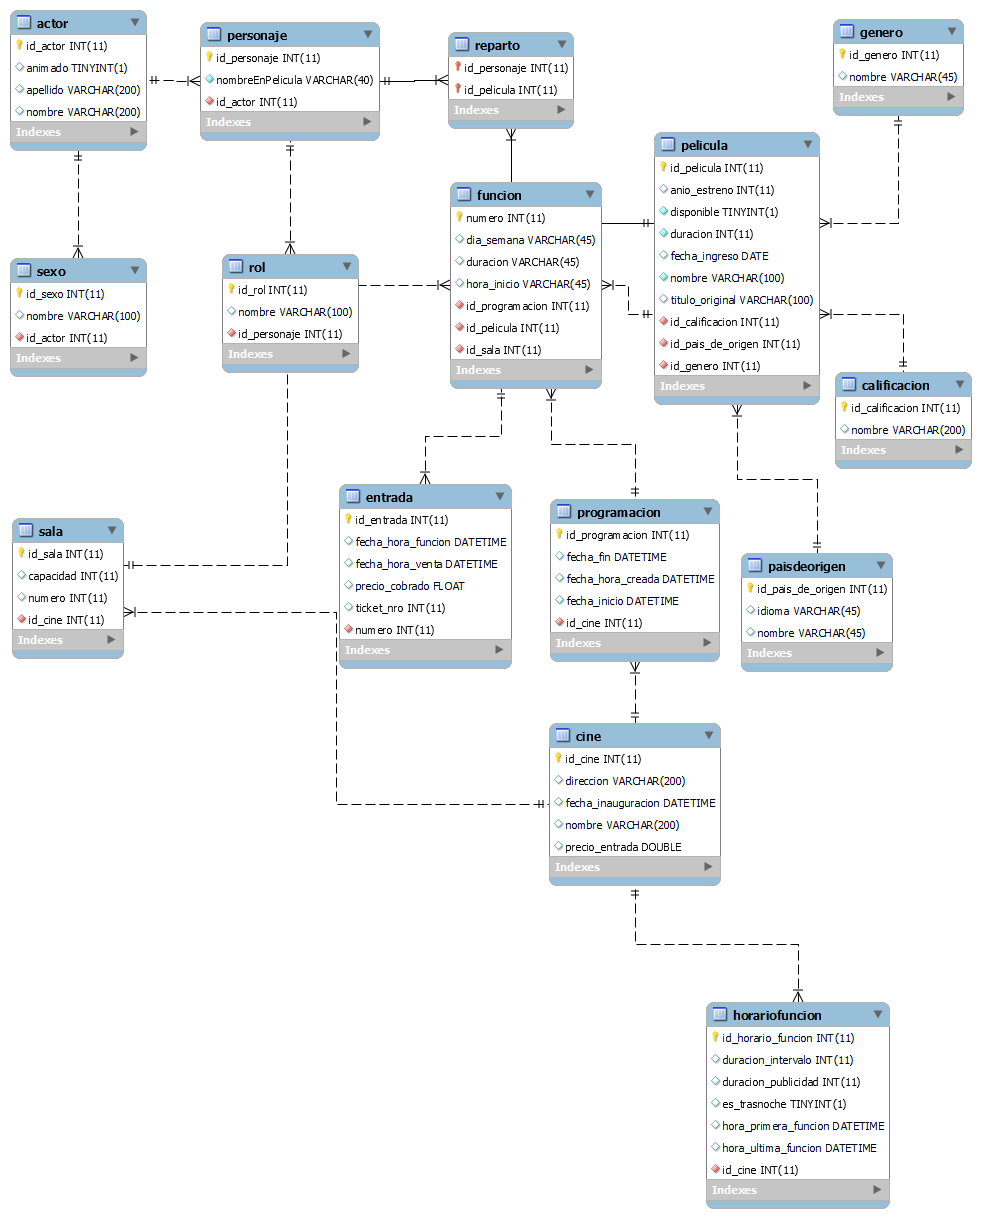 actor
id_actor INT(11)
animado TINYINT(1)
apellido VARCHAR(200)
nombre VARCHAR(200)
Indexes
personaje
id_personaje INT(11)
nombreEnPelicula VARCHAR(40)
id_actor INT(11)
Indexes
reparto
id_personaje INT(11)
id_pelicula INT(11)
Indexes
genero
id_genero INT(11)
nombre VARCHAR(45)
Indexes
pelicula
id_pelicula INT(11)
anio_estreno INT(11)
disponible TINYINT(1)
duracion INT(11)
fecha_ingreso DATE
nombre VARCHAR(100)
titulo_original VARCHAR(100)
id_calificacion INT(11)
id_pais_de_origen INT(11)
id_genero INT(11)
Indexes
funcion
numero INT(11)
dia_semana VARCHAR(45)
duracion VARCHAR(45)
hora_inicio VARCHAR(45)
id_programacion INT(11)
id_pelicula INT(11)
id_sala INT(11)
Indexes
sexo
id_sexo INT(11)
nombre VARCHAR(100)
id_actor INT(11)
Indexes
rol
id_rol INT(11)
nombre VARCHAR(100)
id_personaje INT(11)
Indexes
calificacion
id_calificacion INT(11)
nombre VARCHAR(200)
Indexes
entrada
id_entrada INT(11)
fecha_hora_funcion DATETIME
fecha_hora_venta DATETIME
precio_cobrado FLOAT
ticket_nro INT(11)
numero INT(11)
Indexes
programacion
id_programacion INT(11)
fecha_fin DATETIME
fecha_hora_creada DATETIME
fecha_inicio DATETIME
id_cine INT(11)
Indexes
sala
id_sala INT(11)
capacidad INT(11)
numero INT(11)
id_cine INT(11)
Indexes
paisdeorigen
id_pais_de_origen INT(11)
idioma VARCHAR(45)
nombre VARCHAR(45)
Indexes
cine
id_cine INT(11)
direccion VARCHAR(200)
fecha_inauguracion DATETIME
nombre VARCHAR(200)
precio_entrada DOUBLE
Indexes
horariofuncion
id_horario_funcion INT(11)
duracion_intervalo INT(11)
duracion_publicidad INT(11)
es_trasnoche TINYINT(1)
hora_primera_funcion DATETIME
hora_ultima_funcion DATETIME
id_cine INT(11)
Indexes